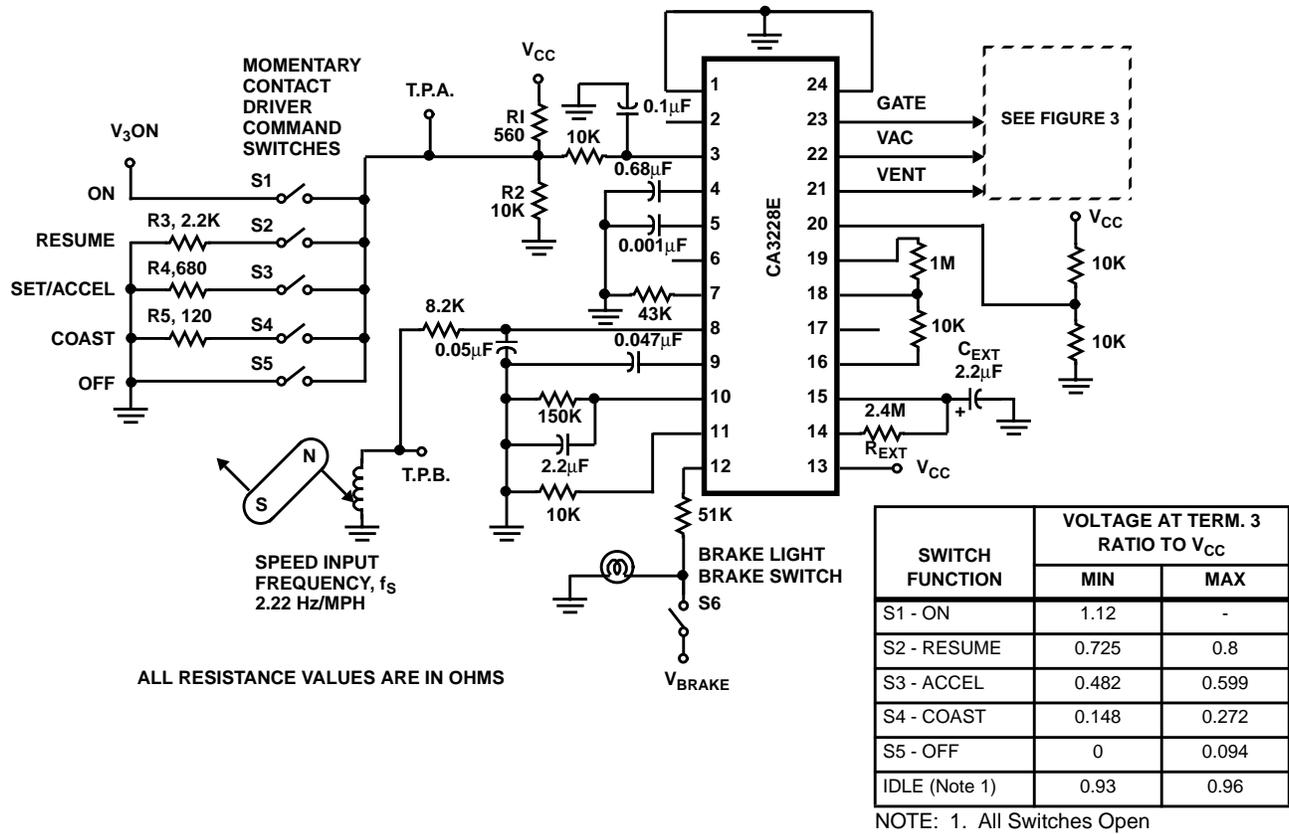 MOMENTARY
CONTACT
DRIVER
COMMAND
SWITCHES
V3ON
ON
S1
RESUME
R3, 2.2K
S2
SET/ACCEL
R4,680
S3
COAST
R5, 120
S4
OFF
S5
T.P.A.
VCC
RI
560
10K
0.1μF
R2
10K
0.68μF
0.001μF
43K
8.2K
0.05μF
0.047μF
150K
2.2μF
10K
T.P.B.
N
S
SPEED INPUT
FREQUENCY, fS
2.22 Hz/MPH
51K
BRAKE LIGHT
BRAKE SWITCH
S6
VBRAKE
CA3228E
1
2
3
4
5
6
7
8
9
10
11
12
24
23
22
21
20
19
18
17
16
15
14
13
GATE
VAC
VENT
SEE FIGURE 3
VCC
10K
10K
1M
10K
CEXT
2.2μF
+
2.4M
REXT
VCC
ALL RESISTANCE VALUES ARE IN OHMS
SWITCH
FUNCTION
VOLTAGE AT TERM. 3
RATIO TO VCC
MIN MAX
S1 - ON 1.12 -
S2 - RESUME 0.725 0.8
S3 - ACCEL 0.482 0.599
S4 - COAST 0.148 0.272
S5 - OFF 0 0.094
IDLE (Note 1) 0.93 0.96
NOTE: 1. All Switches Open